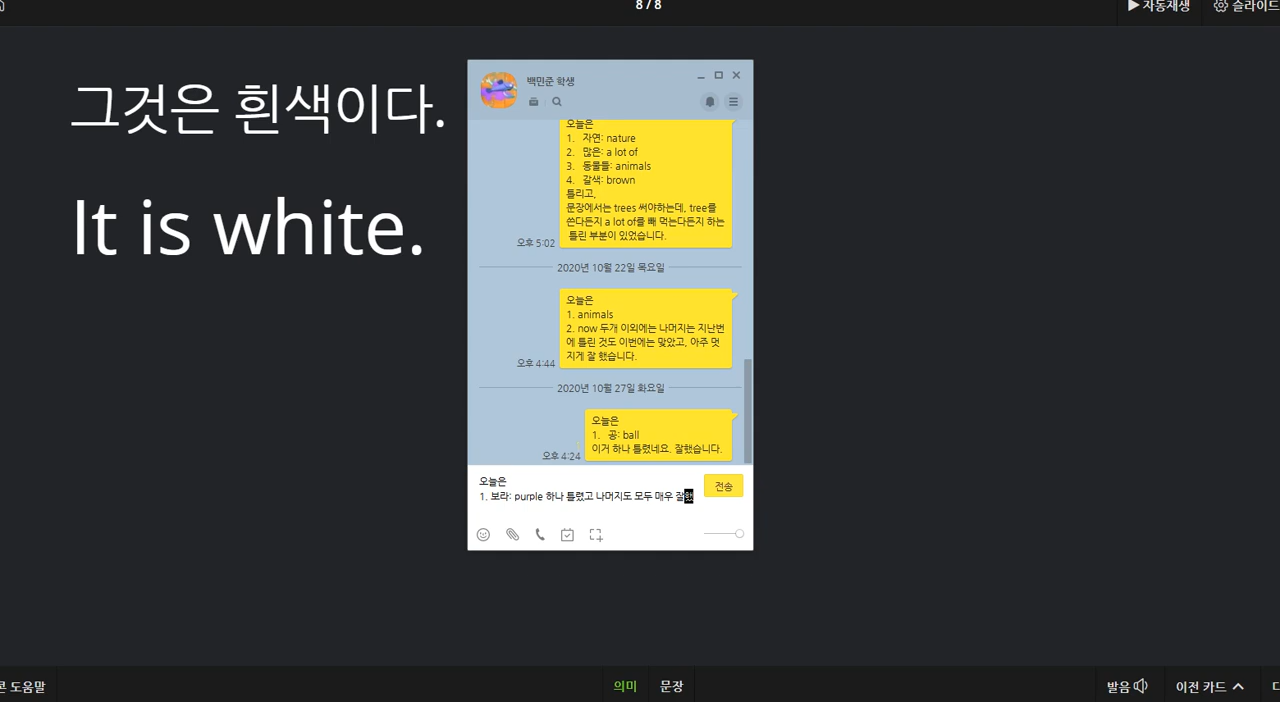 8 / 8
자동재생
슬라이드
그것은 흰색이다.
It is white.
백민준 학생
오늘은
1. 자연: nature
2. 많은: a lot of
3. 동물들: animals
4. 갈색: brown
틀리고,
문장에서는 trees 써야하는데, tree를
쓴다든지 a lot of를 빼 먹는다든지 하는
틀린 부분이 있었습니다.
오후 5:02
2020년 10월 22일 목요일
오늘은
1. animals
2. now 두개 이외에는 나머지는 지난번
에 틀린 것도 이번에는 맞았고, 아주 멋
지게 잘 했습니다.
오후 4:44
2020년 10월 27일 화요일
오늘은
1. 공: ball
이거 하나 틀렸네요. 잘했습니다.
오후 4:24
오늘은
1. 보라: purple 하나 틀렸고 나머지도 모두 매우 잘했
전송
도움말
의미
문장
발음
이전 카드